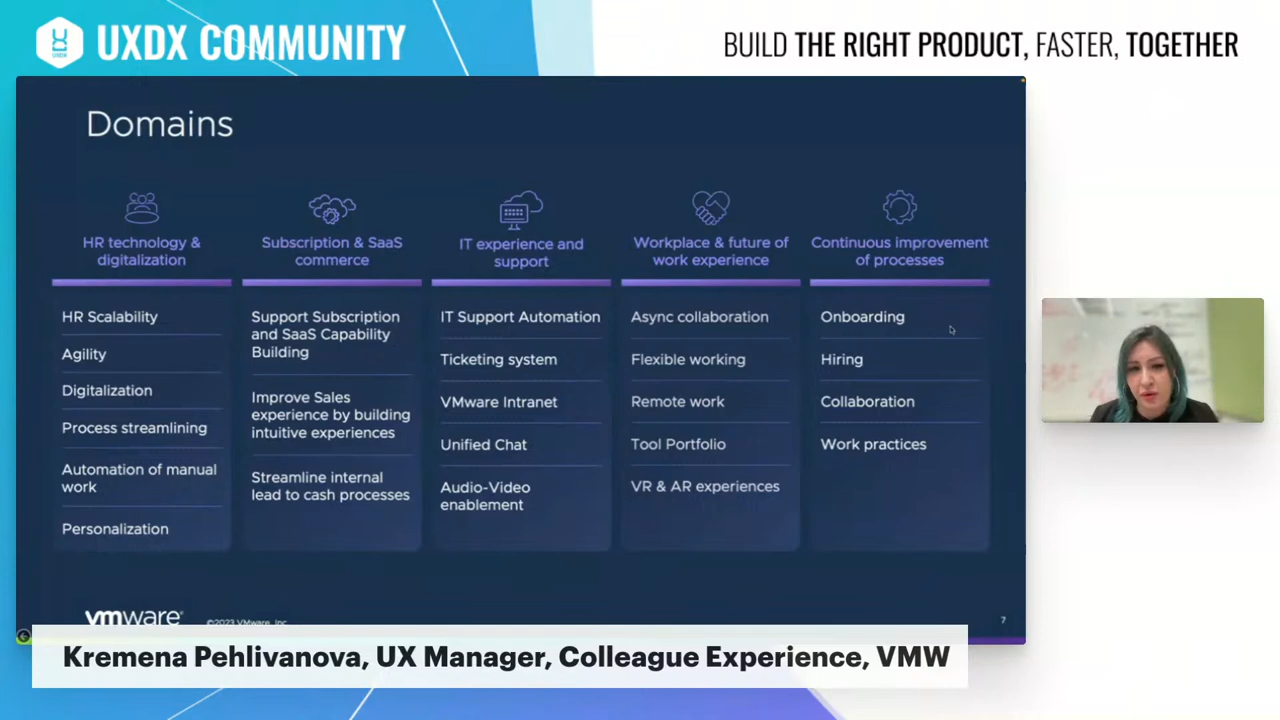 UXDX COMMUNITY
BUILD THE RIGHT PRODUCT, FASTER, TOGETHER
UXDX
Domains
HR technology &
digitalization
HR Scalability
Agility
Digitalization
Process streamlining
Automation of manual
work
Personalization
Subscription & SaaS
commerce
Support Subscription
and SaaS Capability
Building
Improve Sales
experience by building
intuitive experiences
Streamline internal
lead to cash processes
IT experience and
support
IT Support Automation
Ticketing system
VMware Intranet
Unified Chat
Audio-Video
enablement
Workplace & future of
work experience
Async collaboration
Flexible working
Remote work
Tool Portfolio
VR & AR experiences
Continuous improvement
of processes
Onboarding
Hiring
Collaboration
Work practices
vmware®
©2023 VMware, Inc.
7
Kremena Pehlivanova, UX Manager, Colleague Experience, VMW